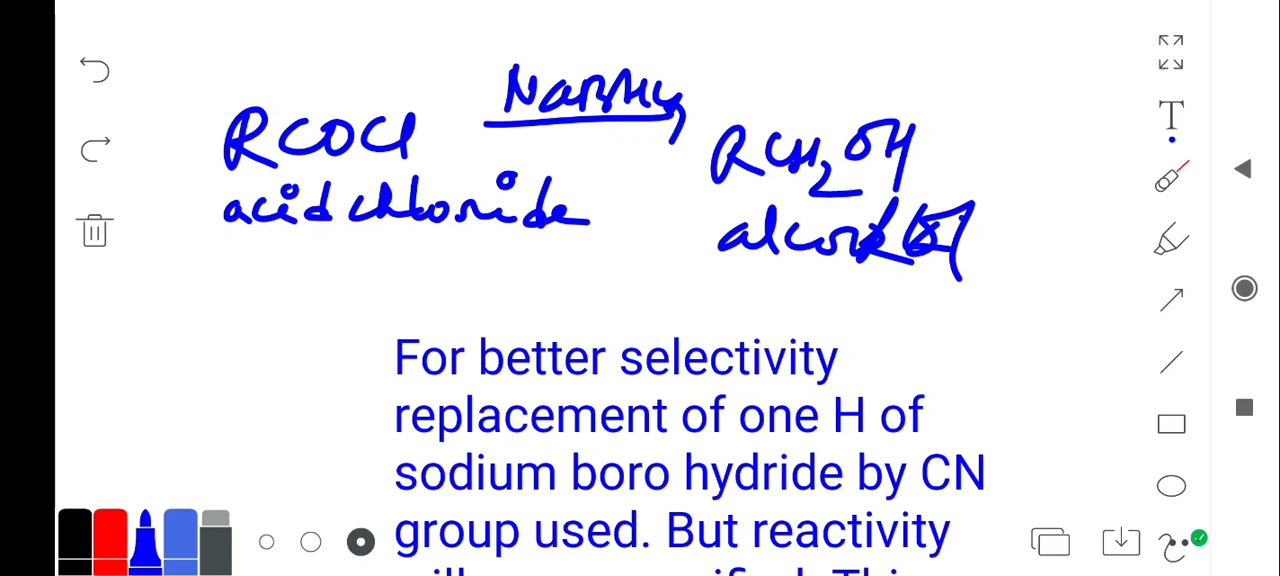 NaBH4
RCOCl RCH2OH
acid chloride
For better selectivity
replacement of one H of
sodium boro hydride by CN
group used. But reactivity
T